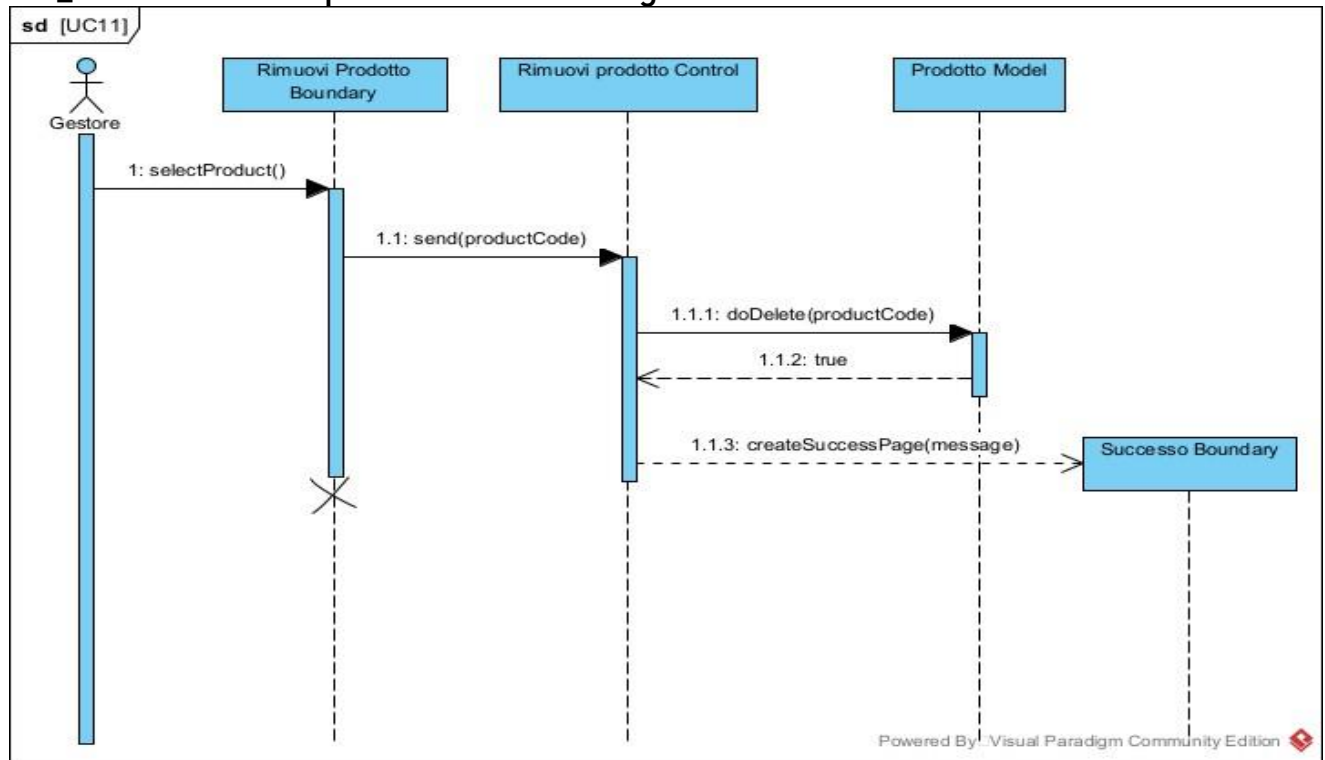 sd [UC11]
Gestore
Rimuovi Prodotto
Boundary
Rimuovi prodotto Control
Prodotto Model
1: selectProduct()
1.1: send(productCode)
1.1.1: doDelete(productCode)
1.1.2: true
1.1.3: createSuccessPage(message)
Successo Boundary
Powered By Visual Paradigm Community Edition